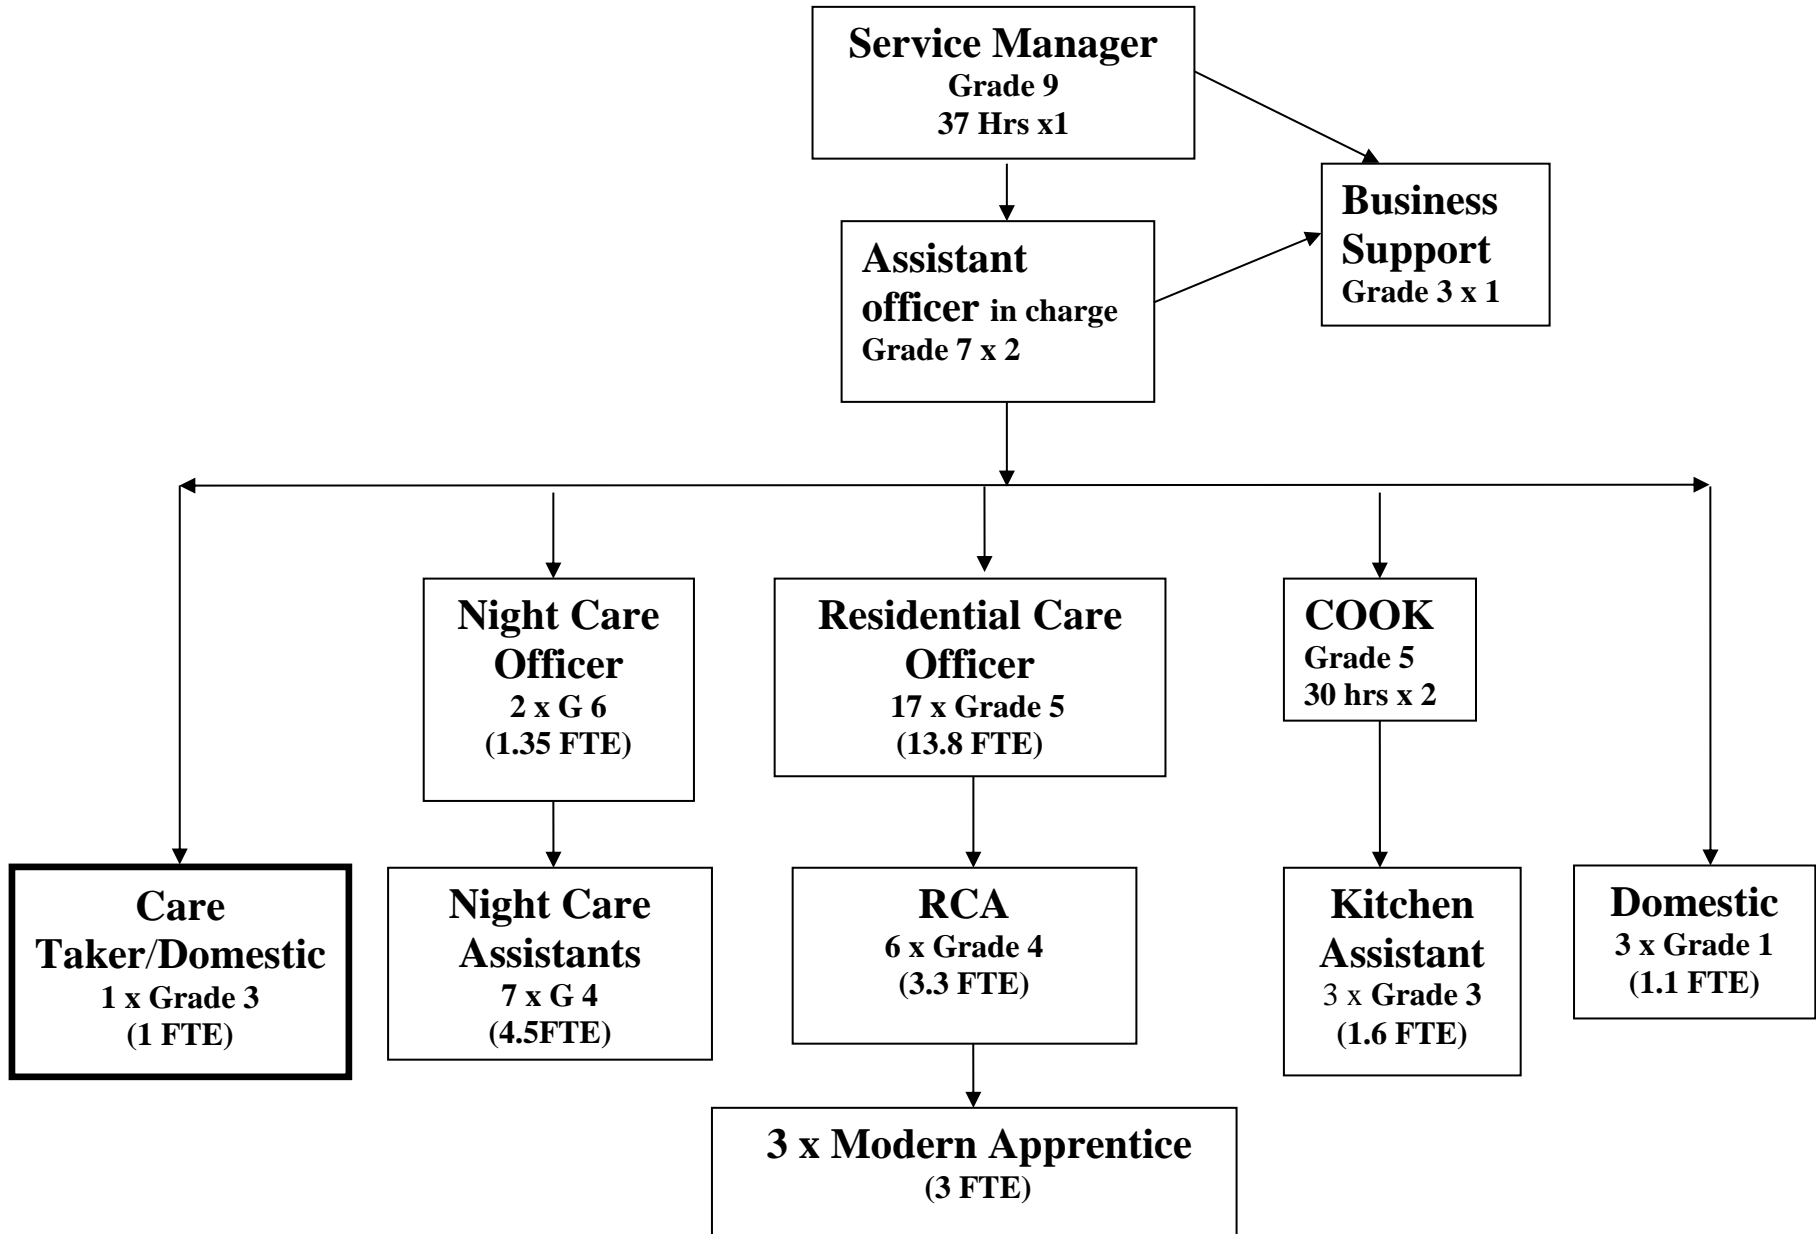 Service Manager
Grade 9
37 Hrs x1
Business
Support
Grade 3 x 1
Assistant
officer in charge
Grade 7 x 2
Night Care
Officer
2 x G 6
(1.35 FTE)
Residential Care
Officer
17 x Grade 5
(13.8 FTE)
COOK
Grade 5
30 hrs x 2
Care
Taker/Domestic
1 x Grade 3
(1 FTE)
Night Care
Assistants
7 x G 4
(4.5FTE)
RCA
6 x Grade 4
(3.3 FTE)
Kitchen
Assistant
3 x Grade 3
(1.6 FTE)
Domestic
3 x Grade 1
(1.1 FTE)
3 x Modern Apprentice
(3 FTE)